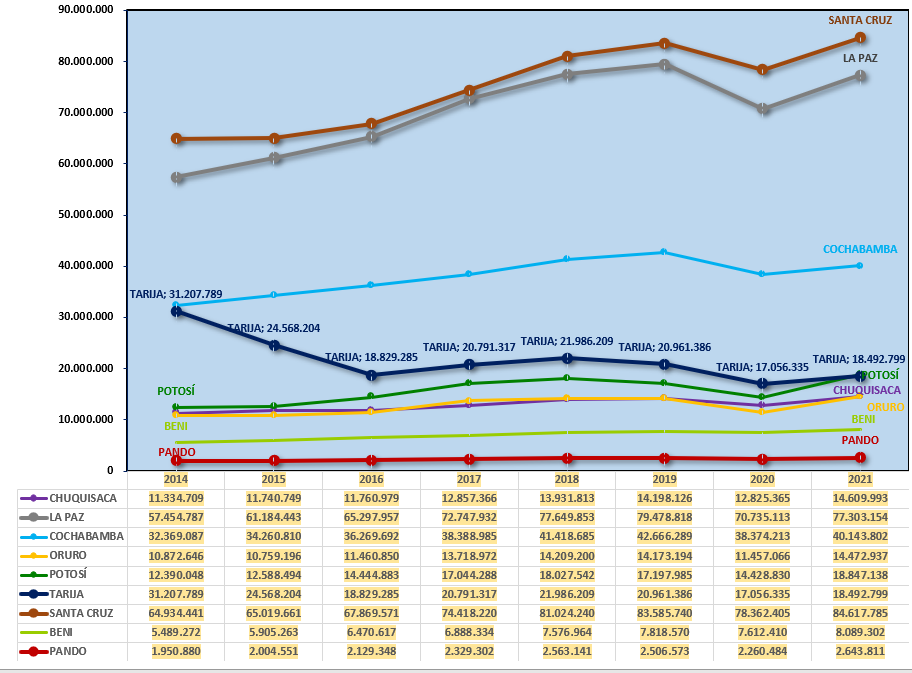 90.000.000
SANTA CRUZ
80.000.000
LA PAZ
70.000.000
60.000.000
50.000.000
COCHABAMBA
40.000.000
TARIJA; 31.207.789
30.000.000
TARIJA; 24.568.204
TARIJA; 18.829.285
TARIJA; 20.791.317
TARIJA; 21.986.209
TARIJA; 20.961.386
TARIJA; 17.056.335
TARIJA; 18.492.799
20.000.000
POTOSÍ
POTOSÍ
CHUQUISACA
10.000.000
ORURO
BENI
BENI
PANDO
PANDO
0
2014 2015 2016 2017 2018 2019 2020 2021
CHUQUISACA 11.334.709 11.740.749 11.760.979 12.857.366 13.931.813 14.198.126 12.825.365 14.609.993
LA PAZ 57.454.787 61.184.443 65.297.957 72.747.932 77.649.853 79.478.818 70.735.113 77.303.154
COCHABAMBA 32.369.087 34.260.810 36.269.692 38.388.985 41.418.685 42.666.289 38.374.213 40.143.802
ORURO 10.872.646 10.759.196 11.460.850 13.718.972 14.209.200 14.173.194 11.457.066 14.472.937
POTOSÍ 12.390.048 12.588.494 14.444.883 17.044.288 18.027.542 17.197.985 14.428.830 18.847.138
TARIJA 31.207.789 24.568.204 18.829.285 20.791.317 21.986.209 20.961.386 17.056.335 18.492.799
SANTA CRUZ 64.934.441 65.019.661 67.869.571 74.418.220 81.024.240 83.585.740 78.362.405 84.617.785
BENI 5.489.272 5.905.263 6.470.617 6.888.334 7.576.964 7.818.570 7.612.410 8.089.302
PANDO 1.950.880 2.004.551 2.129.348 2.329.302 2.563.141 2.506.573 2.260.484 2.643.811